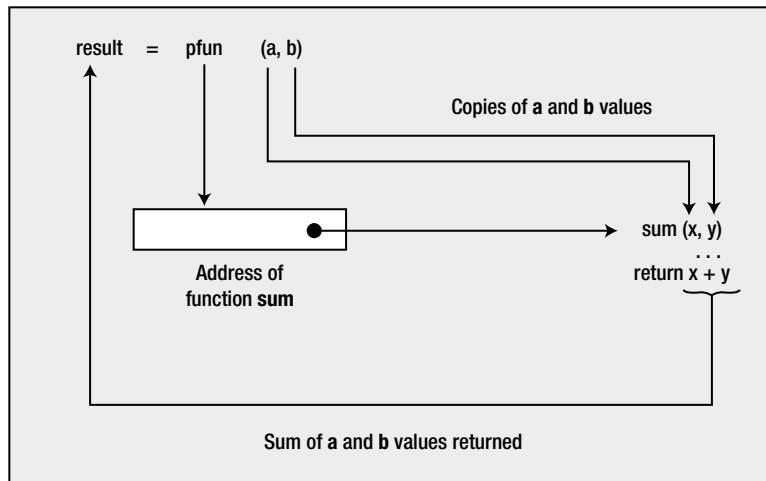 result = pfun (a, b)
Copies of a and b values
sum (x, y)
. . .
return x + y
Address of
function sum
Sum of a and b values returned